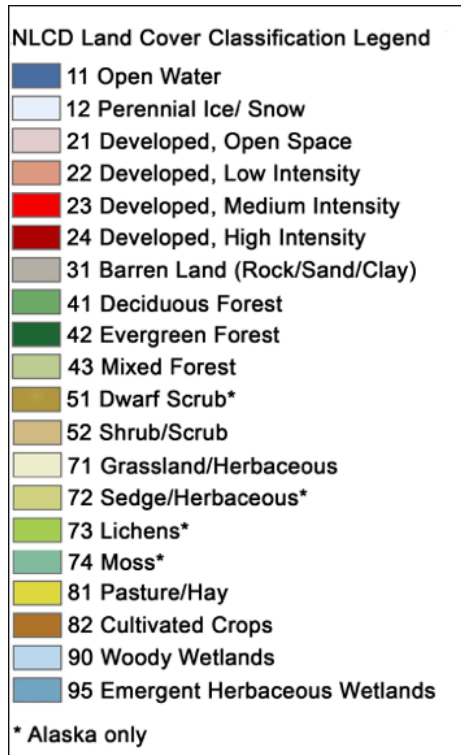 NLCD Land Cover Classification Legend
11 Open Water
12 Perennial Ice/ Snow
21 Developed, Open Space
22 Developed, Low Intensity
23 Developed, Medium Intensity
24 Developed, High Intensity
31 Barren Land (Rock/Sand/Clay)
41 Deciduous Forest
42 Evergreen Forest
43 Mixed Forest
51 Dwarf Scrub*
52 Shrub/Scrub
71 Grassland/Herbaceous
72 Sedge/Herbaceous*
73 Lichens*
74 Moss*
81 Pasture/Hay
82 Cultivated Crops
90 Woody Wetlands
95 Emergent Herbaceous Wetlands
* Alaska only